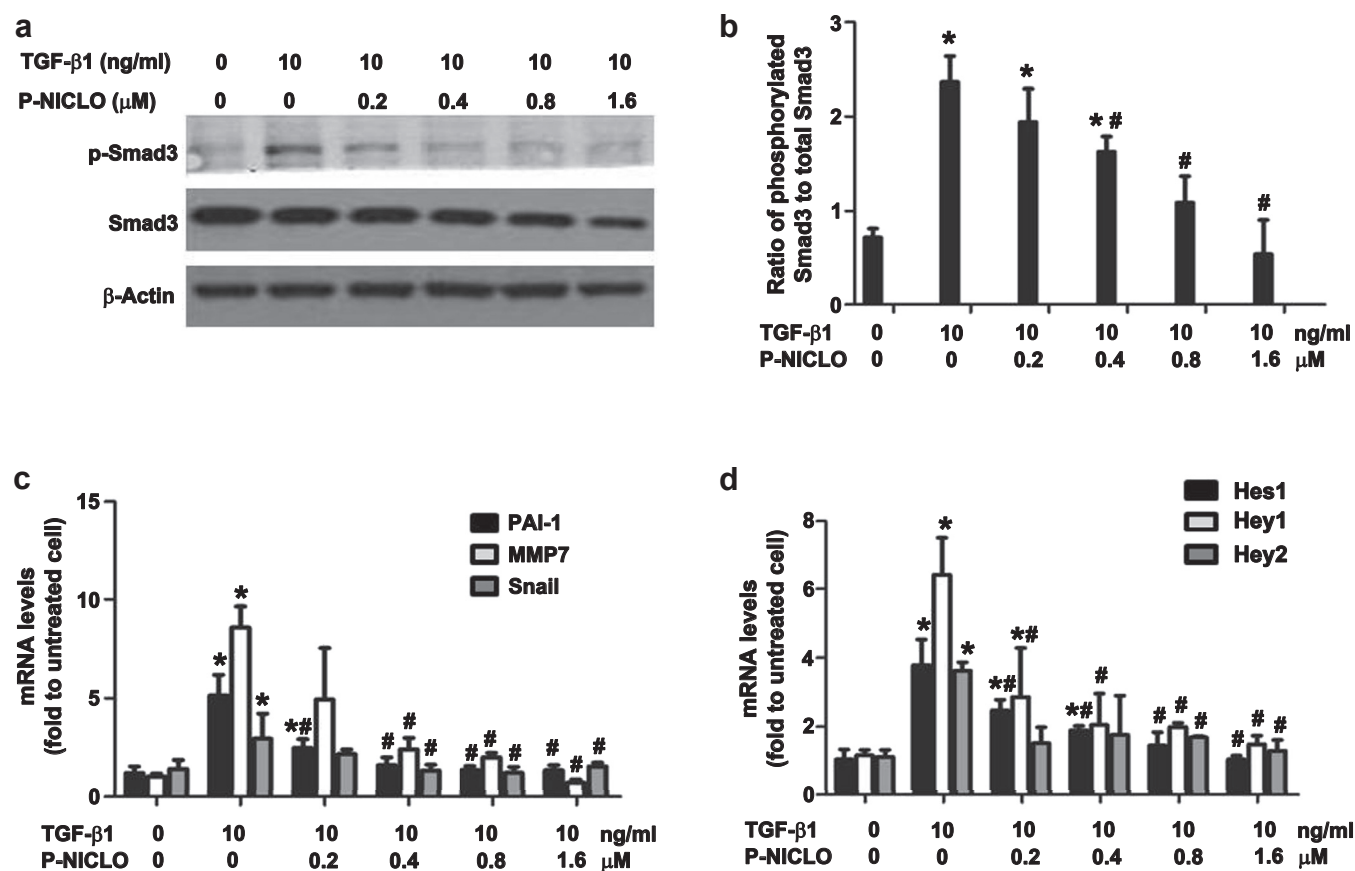 a
TGF-β1 (ng/ml) 0 10 10 10 10 10
P-NICLO (μM) 0 0 0.2 0.4 0.8 1.6
p-Smad3
Smad3
β-Actin
b
Ratio of phosphorylated
Smad3 to total Smad3
3
2
1
0
* * * # # #
TGF-β1 0 10 10 10 10 10 ng/ml
P-NICLO 0 0 0.2 0.4 0.8 1.6 μM
c
mRNA levels
(fold to untreated cell)
15
10
5
0
PAI-1
MMP7
Snail
* * * *# # # # # # # # # #
TGF-β1 0 10 10 10 10 10 ng/ml
P-NICLO 0 0 0.2 0.4 0.8 1.6 μM
d
mRNA levels
(fold to untreated cell)
8
6
4
2
0
Hes1
Hey1
Hey2
* * * *# *# *# # # # # # # #
TGF-β1 0 10 10 10 10 10 ng/ml
P-NICLO 0 0 0.2 0.4 0.8 1.6 μM